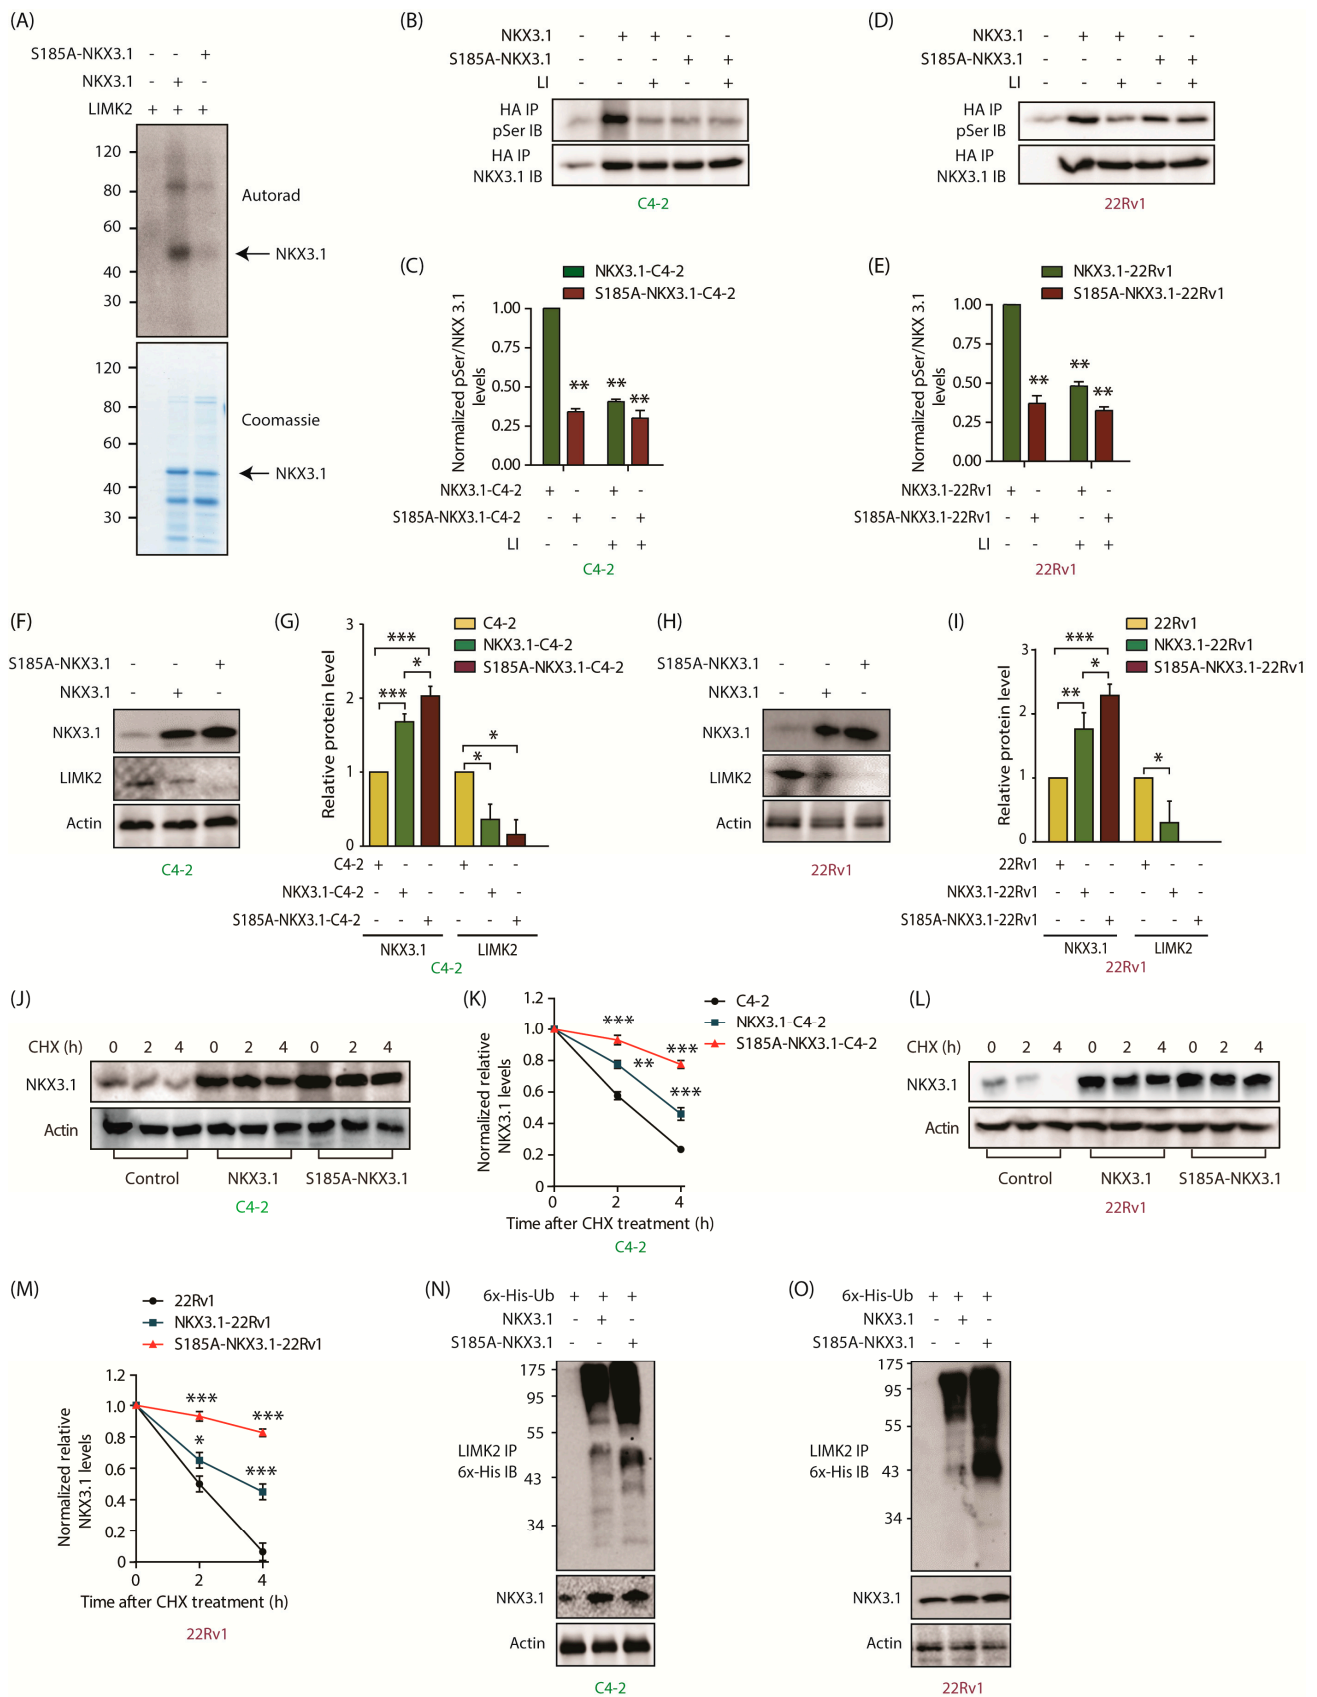 (A)
S185A-NKX3.1 - - +
NKX3.1 - + -
LIMK2 + + +
120
80
60
40
30
Autorad
NKX3.1
120
80
60
40
30
Coomassie
NKX3.1
(B)
NKX3.1 - + + - -
S185A-NKX3.1 - - - + +
LI - - + - +
HA IP
pSer IB
HA IP
NKX3.1 IB
C4-2
(D)
NKX3.1 - + + - -
S185A-NKX3.1 - - - + +
LI - - + - +
HA IP
pSer IB
HA IP
NKX3.1 IB
22Rv1
(C)
NKX3.1-C4-2
S185A-NKX3.1-C4-2
Normalized pSer/NKX 3.1
levels
1.00
0.75
0.50
0.25
0.00
** ** **
NKX3.1-C4-2 + - + -
S185A-NKX3.1-C4-2 - + - +
LI - - + +
C4-2
(E)
NKX3.1-22Rv1
S185A-NKX3.1-22Rv1
Normalized pSer/NKX 3.1
levels
1.00
0.75
0.50
0.25
0.00
** ** **
NKX3.1-22Rv1 + - + -
S185A-NKX3.1-22Rv1 - + - +
LI - - + +
22Rv1
(F)
S185A-NKX3.1 - - +
NKX3.1 - + -
NKX3.1
LIMK2
Actin
C4-2
(G)
C4-2
NKX3.1-C4-2
S185A-NKX3.1-C4-2
Relative protein level
3
2
1
0
***
*
***
*
*
C4-2 + - - + - -
NKX3.1-C4-2 - + - - + -
S185A-NKX3.1-C4-2 - - + - - +
NKX3.1 LIMK2
C4-2
(H)
S185A-NKX3.1 - - +
NKX3.1 - + -
NKX3.1
LIMK2
Actin
22Rv1
(I)
22Rv1
NKX3.1-22Rv1
S185A-NKX3.1-22Rv1
Relative protein level
3
2
1
0
***
*
**
*
22Rv1 + - - + - -
NKX3.1-22Rv1 - + - - + -
S185A-NKX3.1-22Rv1 - - + - - +
NKX3.1 LIMK2
22Rv1
(J)
CHX (h) 0 2 4 0 2 4 0 2 4
NKX3.1
Actin
Control NKX3.1 S185A-NKX3.1
C4-2
(K)
C4-2
NKX3.1-C4-2
S185A-NKX3.1-C4-2
Normalized relative
NKX3.1 levels
1.2
1.0
0.8
0.6
0.4
0.2
0
***
***
**
***
0 2 4
Time after CHX treatment (h)
C4-2
(L)
CHX (h) 0 2 4 0 2 4 0 2 4
NKX3.1
Actin
Control NKX3.1 S185A-NKX3.1
22Rv1
(M)
22Rv1
NKX3.1-22Rv1
S185A-NKX3.1-22Rv1
Normalized relative
NKX3.1 levels
1.2
1.0
0.8
0.6
0.4
0.2
0
***
***
*
***
0 2 4
Time after CHX treatment (h)
22Rv1
(N)
6x-His-Ub + + +
NKX3.1 - + -
S185A-NKX3.1 - - +
175
95
55
43
34
LIMK2 IP
6x-His IB
NKX3.1
Actin
C4-2
(O)
6x-His-Ub + + +
NKX3.1 - + -
S185A-NKX3.1 - - +
175
95
55
43
34
LIMK2 IP
6x-His IB
NKX3.1
Actin
22Rv1